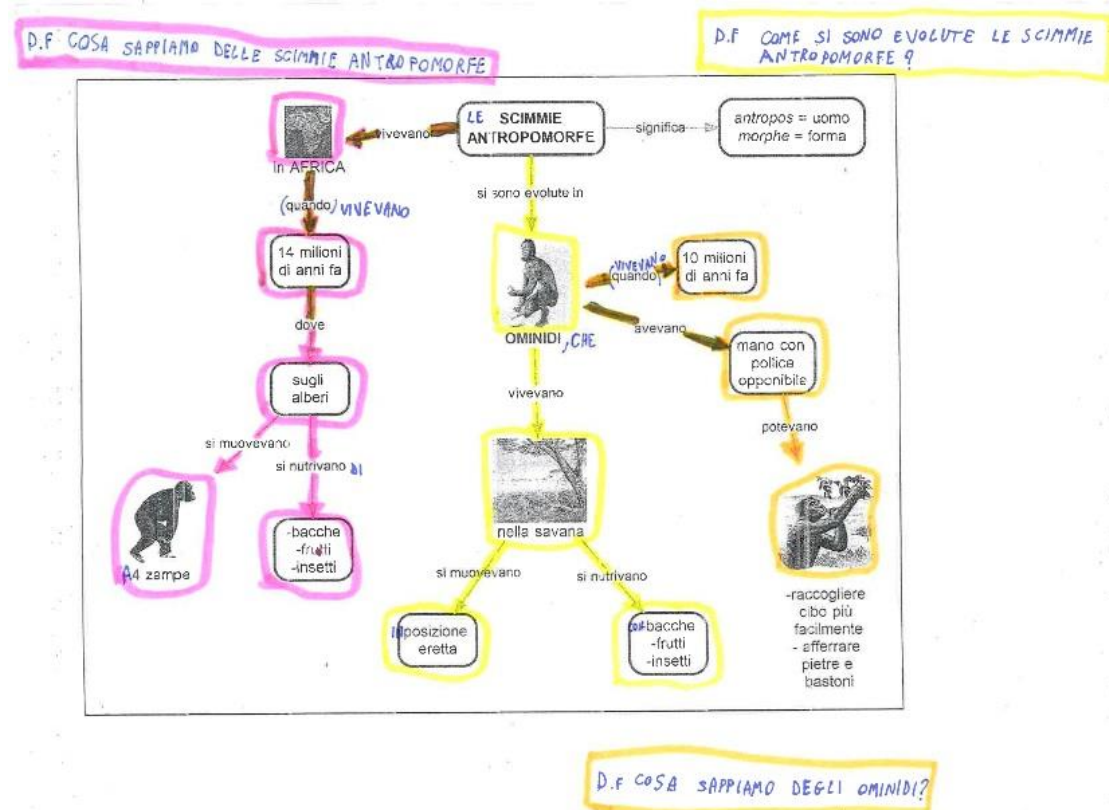 D.F COSA SAPPIAMO DELLE SCIMMIE ANTROPOMORFE
D.F COME SI SONO EVOLUTE LE SCIMMIE
ANTROPOMORFE?
LE SCIMMIE
ANTROPOMORFE
significa
antropos = uomo
morphe = forma
vivevano
in AFRICA
(quando) VIVEVANO
14 milioni
di anni fa
dove
sugli
alberi
si muovevano
A4 zampe
si nutrivano DI
-bacche
-frutti
-insetti
si sono evolute in
OMINIDI, CHE
VIVEVANO
(quando)
10 milioni
di anni fa
avevano
mano con
pollice
opponibile
potevano
-raccogliere
cibo più
facilmente
- afferrare
pietre e
bastoni
vivevano
nella savana
si muovevano
IN posizione
eretta
si nutrivano
CON -bacche
-frutti
-insetti
D.F COSA SAPPIAMO DEGLI OMINIDI?